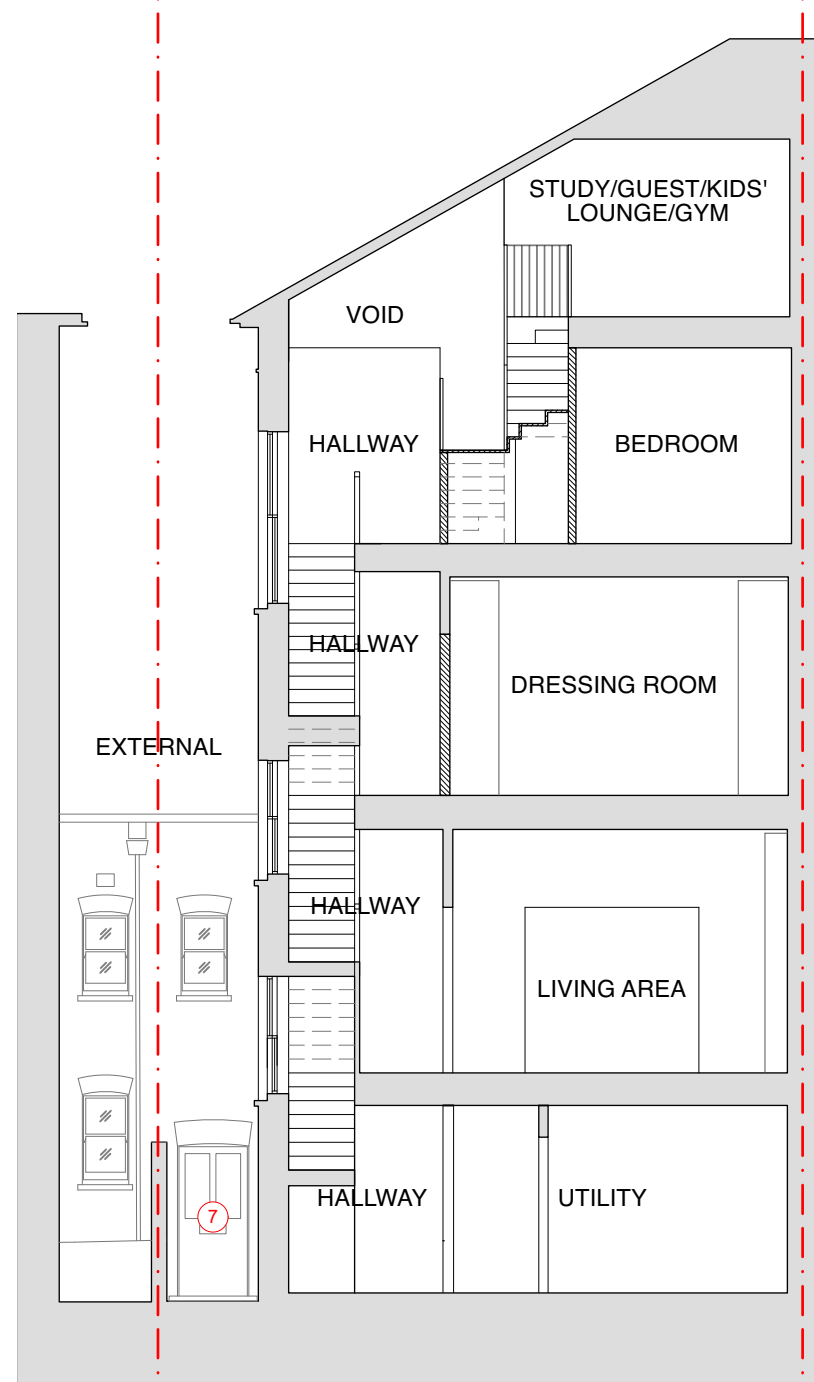 STUDY/GUEST/KIDS'
LOUNGE/GYM
VOID
HALLWAY
BEDROOM
HALLWAY
DRESSING ROOM
EXTERNAL
HALLWAY
LIVING AREA
HALLWAY
UTILITY
7